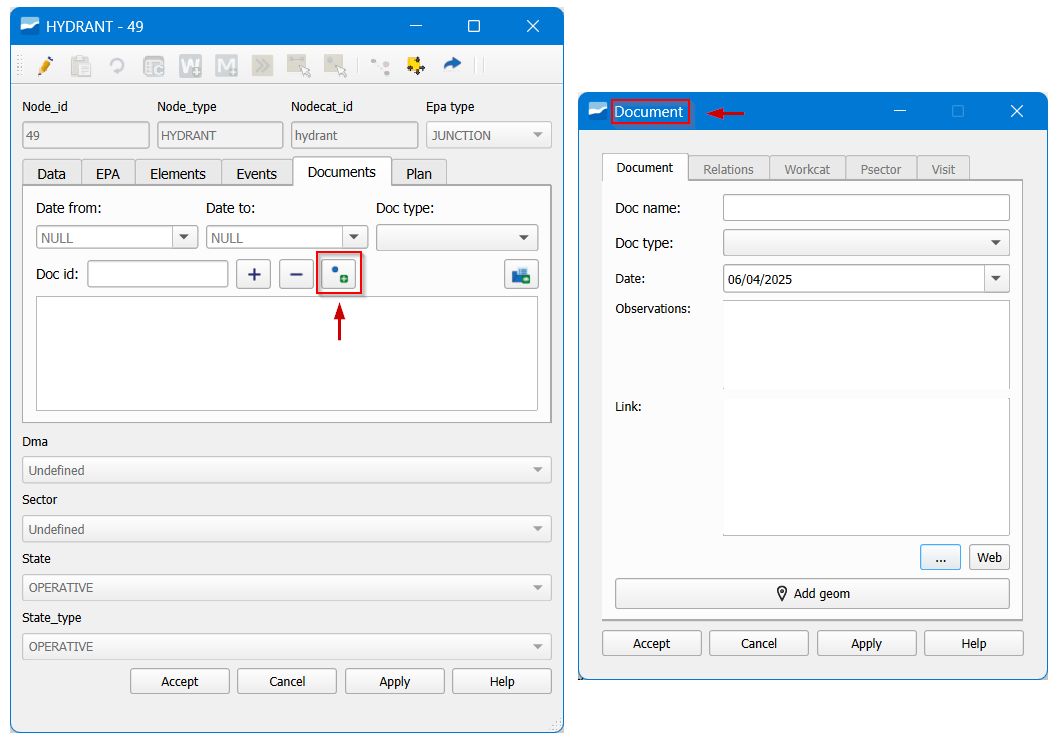 HYDRANT - 49
Node_id Node_type Nodecat_id Epa type
49 HYDRANT hydrant JUNCTION
Data EPA Elements Events Documents Plan
Date from: Date to: Doc type:
NULL NULL
Doc id:
Dma
Undefined
Sector
Undefined
State
OPERATIVE
State_type
OPERATIVE
Accept Cancel Apply Help
Document
Document Relations Workcat Psector Visit
Doc name:
Doc type:
Date: 06/04/2025
Observations:
Link:
... Web
Add geom
Accept Cancel Apply Help